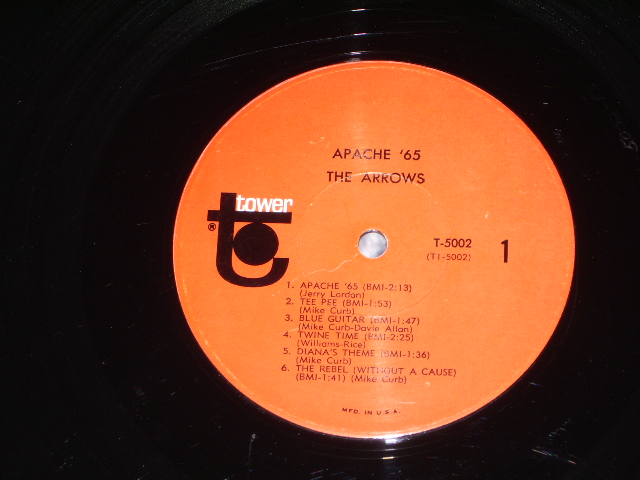 APACHE '65
THE ARROWS
tower
®
T-5002
(T1-5002)
1
1. APACHE '65 (BMI-2:13)
(Jerry Lordan)
2. TEE PEE (BMI-1:53)
(Mike Curb)
3. BLUE GUITAR (BMI-1:47)
(Mike Curb-Davie Allan)
4. TWINE TIME (BMI-2:25)
(Williams-Rice)
5. DIANA'S THEME (BMI-1:36)
(Mike Curb)
6. THE REBEL (WITHOUT A CAUSE)
(BMI-1:41) (Mike Curb)
MFD. IN U.S.A.